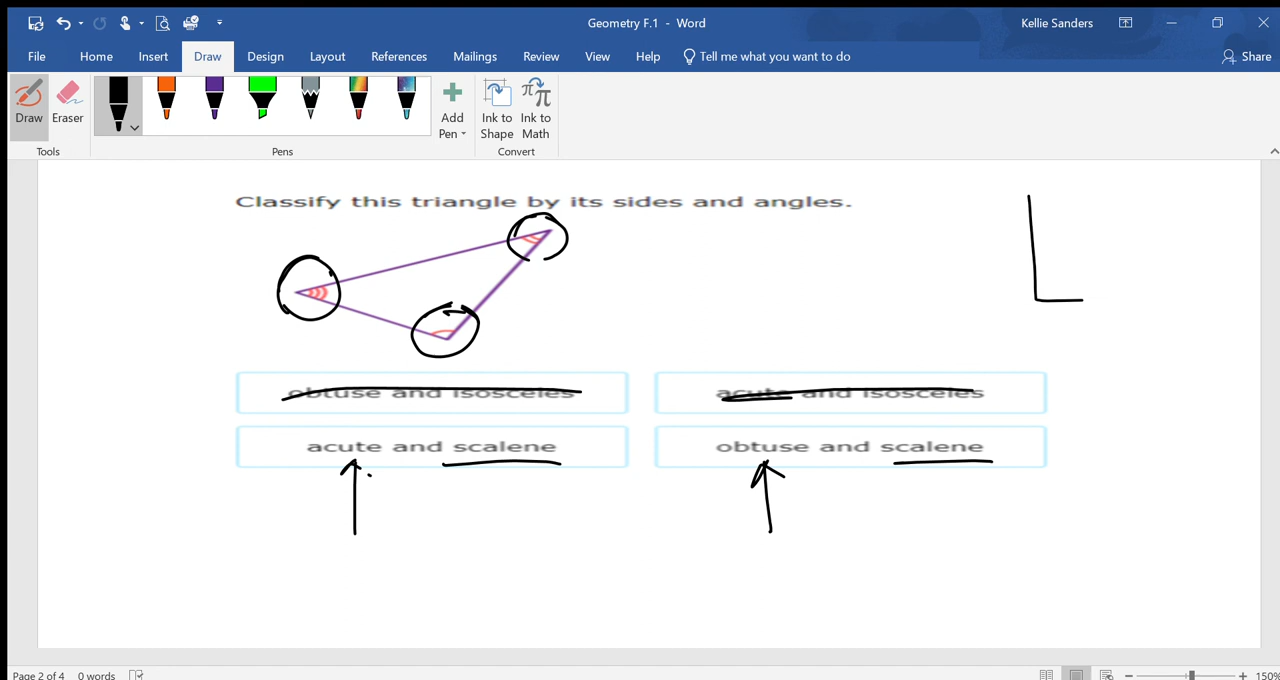 Geometry F.1 - Word
Kellie Sanders
File Home Insert Draw Design Layout References Mailings Review View Help Tell me what you want to do Share
Draw Eraser Add Pen Ink to Shape Ink to Math
Tools Pens Convert
Classify this triangle by its sides and angles.
obtuse and isosceles acute and isosceles
acute and scalene obtuse and scalene
Page 2 of 4 0 words 150%